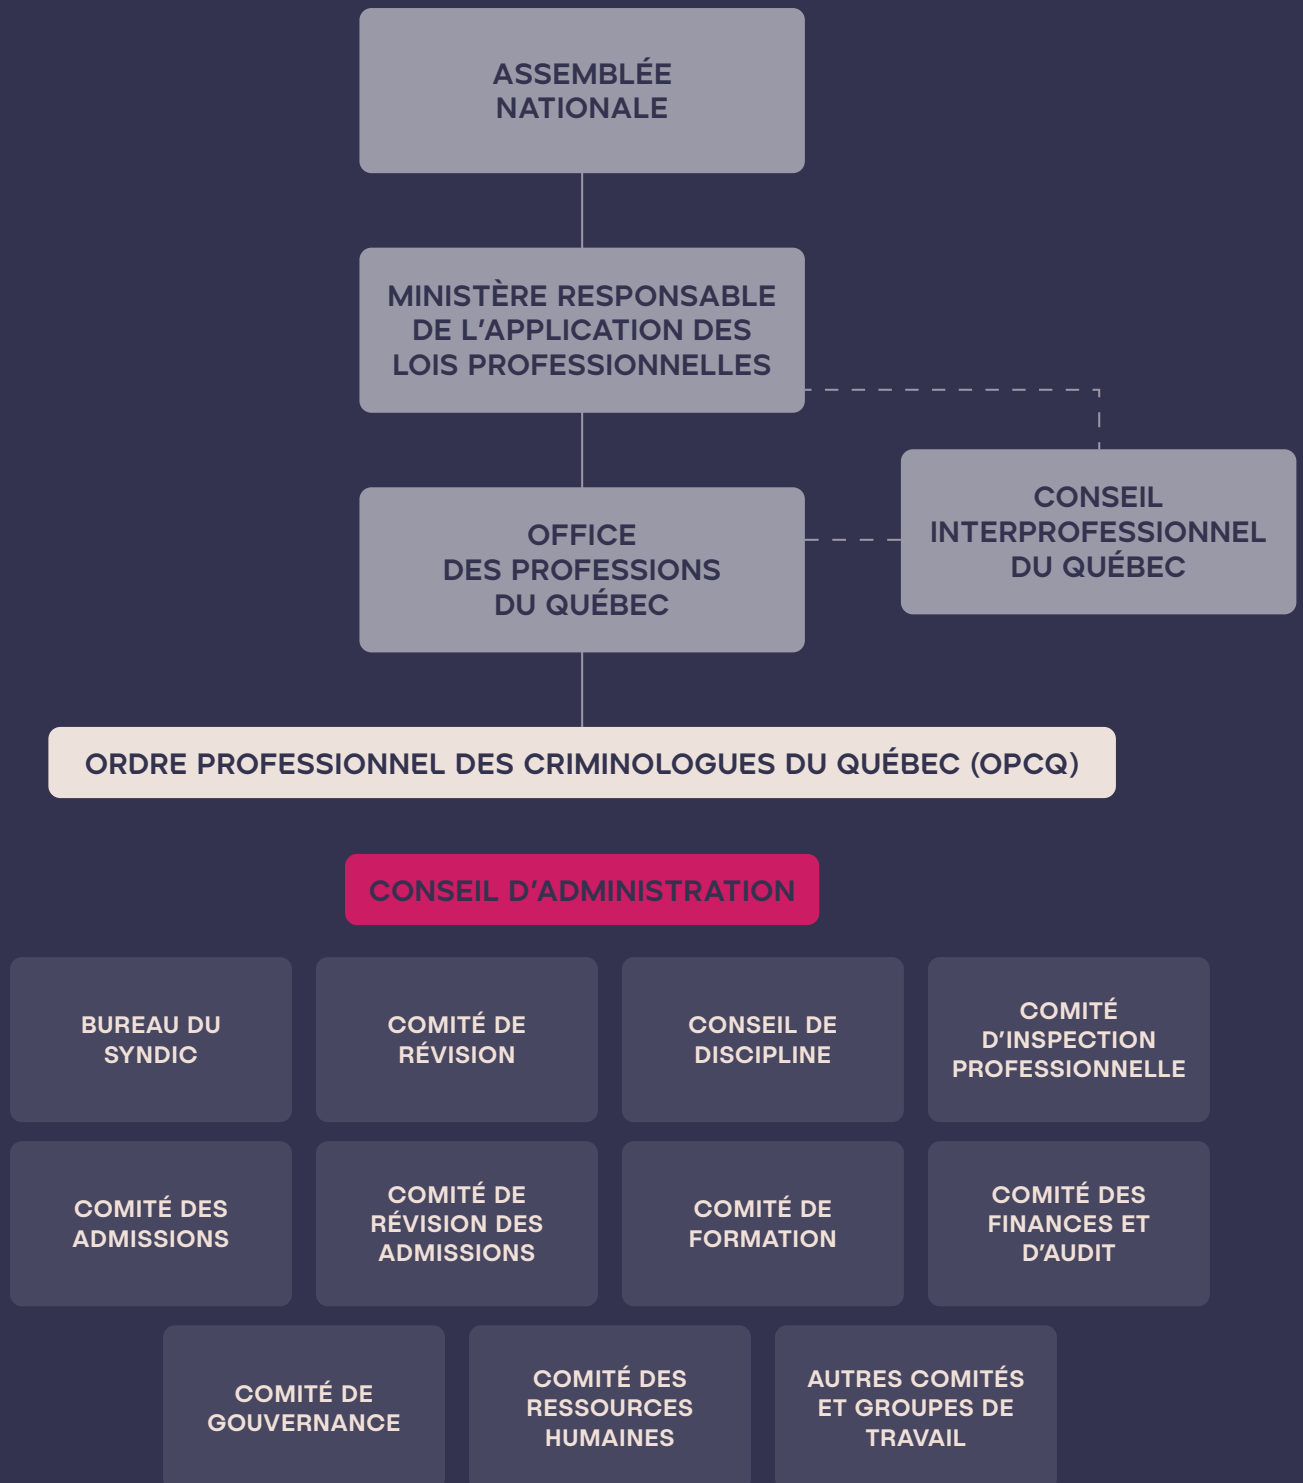 ASSEMBLÉE
NATIONALE
MINISTÈRE RESPONSABLE
DE L'APPLICATION DES
LOIS PROFESSIONNELLES
CONSEIL
INTERPROFESSIONNEL
DU QUÉBEC
OFFICE
DES PROFESSIONS
DU QUÉBEC
ORDRE PROFESSIONNEL DES CRIMINOLOGUES DU QUÉBEC (OPCQ)
CONSEIL D'ADMINISTRATION
BUREAU DU
SYNDIC
COMITÉ DE
RÉVISION
CONSEIL DE
DISCIPLINE
COMITÉ
D'INSPECTION
PROFESSIONNELLE
COMITÉ DES
ADMISSIONS
COMITÉ DE
RÉVISION DES
ADMISSIONS
COMITÉ DE
FORMATION
COMITÉ DES
FINANCES ET
D'AUDIT
COMITÉ DE
GOUVERNANCE
COMITÉ DES
RESSOURCES
HUMAINES
AUTRES COMITÉS
ET GROUPES DE
TRAVAIL